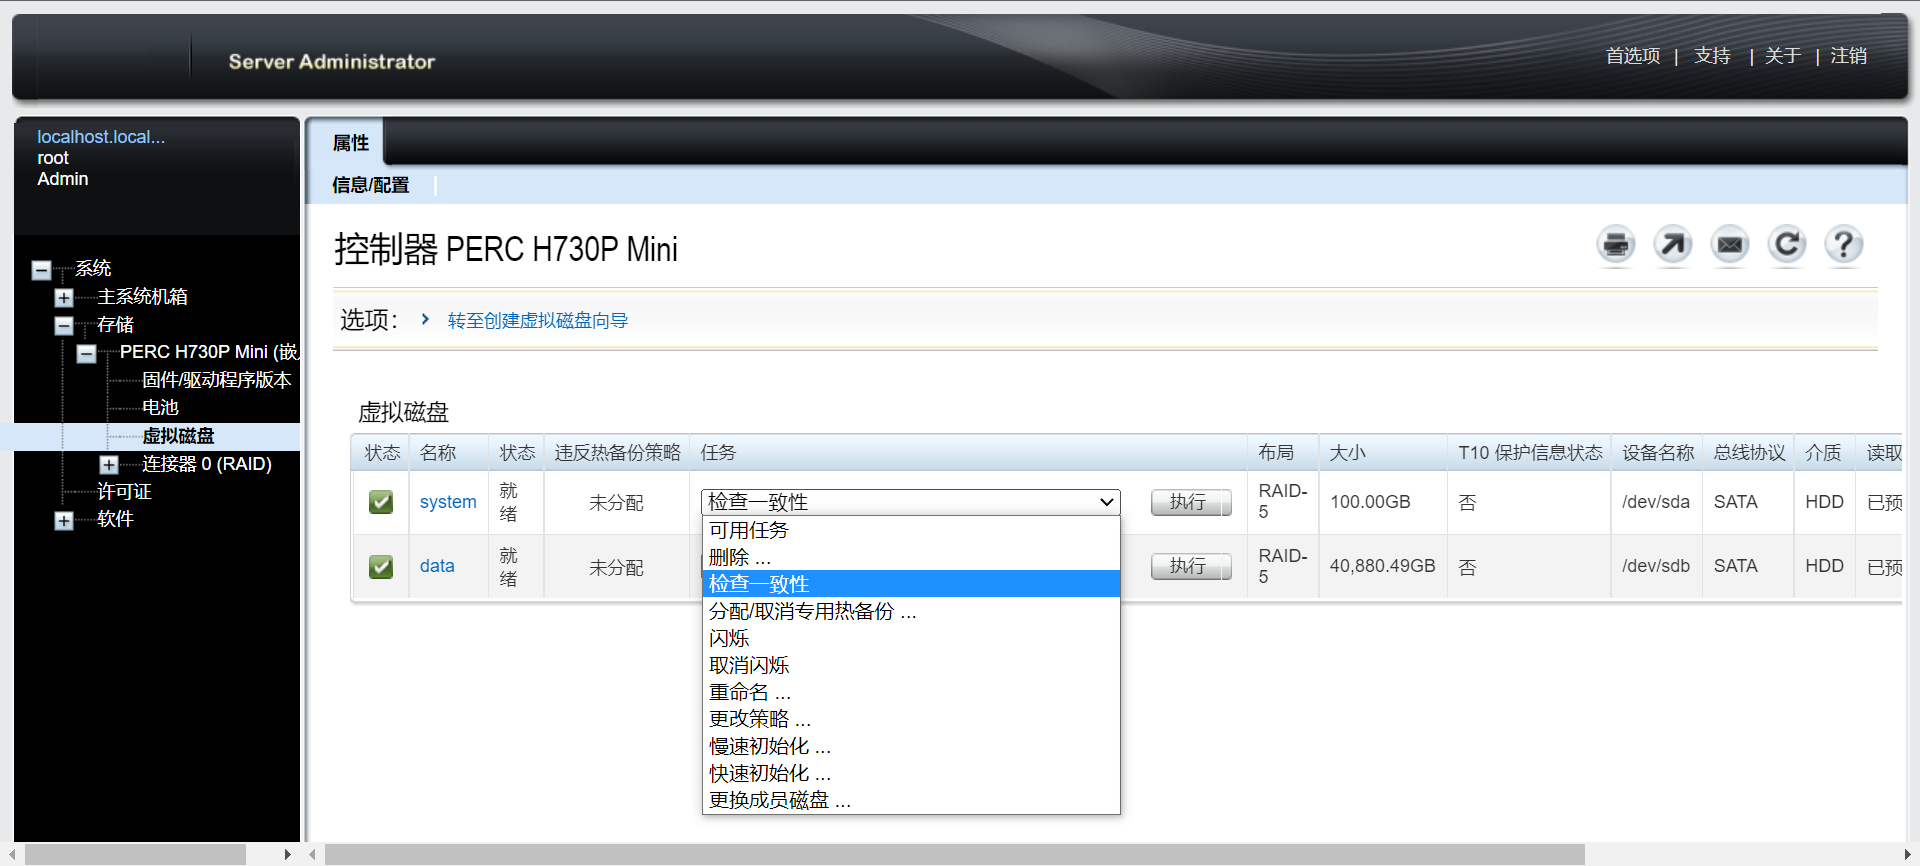 Server Administrator
首选项 | 支持 | 关于 | 注销
localhost.local...
root
Admin
系统
主系统机箱
存储
PERC H730P Mini (嵌
固件/驱动程序版本
电池
虚拟磁盘
连接器 0 (RAID)
许可证
软件
属性
信息/配置
控制器 PERC H730P Mini
选项： 转至创建虚拟磁盘向导
虚拟磁盘
状态 名称 状态 违反热备份策略 任务 布局 大小 T10 保护信息状态 设备名称 总线协议 介质 读取
system 就绪 未分配 检查一致性 执行 RAID-5 100.00GB 否 /dev/sda SATA HDD 已预
data 就绪 未分配 执行 RAID-5 40,880.49GB 否 /dev/sdb SATA HDD 已预
可用任务
删除 ...
检查一致性
分配/取消专用热备份 ...
闪烁
取消闪烁
重命名 ...
更改策略 ...
慢速初始化 ...
快速初始化 ...
更换成员磁盘 ...